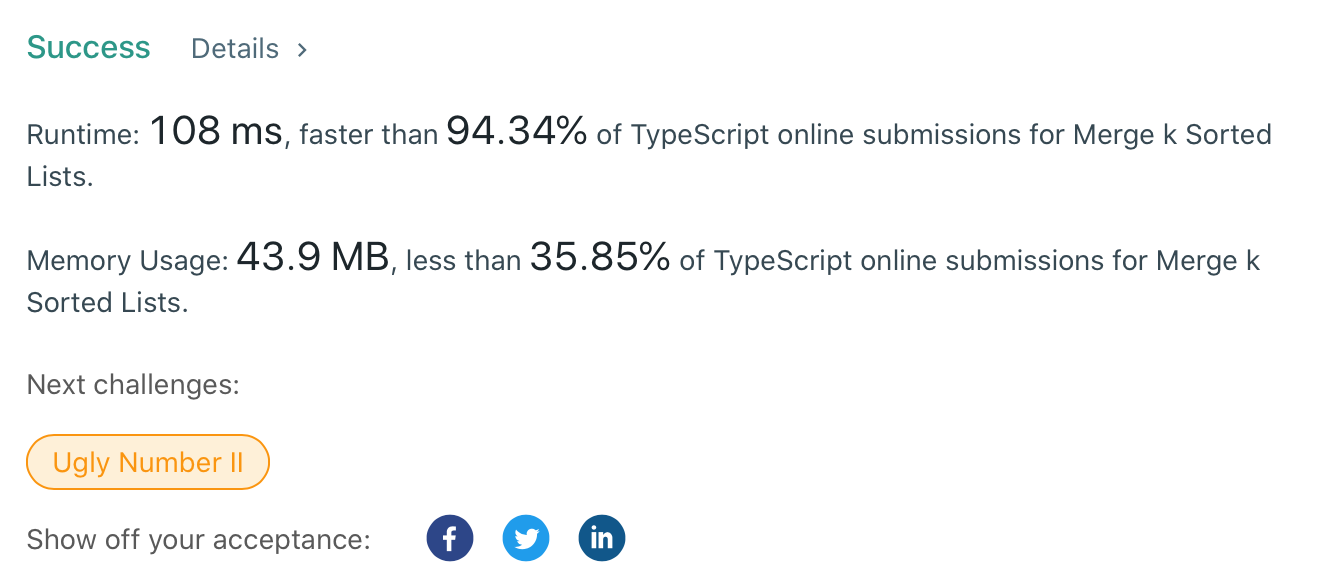 Success Details >
Runtime: 108 ms, faster than 94.34% of TypeScript online submissions for Merge k Sorted
Lists.
Memory Usage: 43.9 MB, less than 35.85% of TypeScript online submissions for Merge k
Sorted Lists.
Next challenges:
Ugly Number II
Show off your acceptance: f in